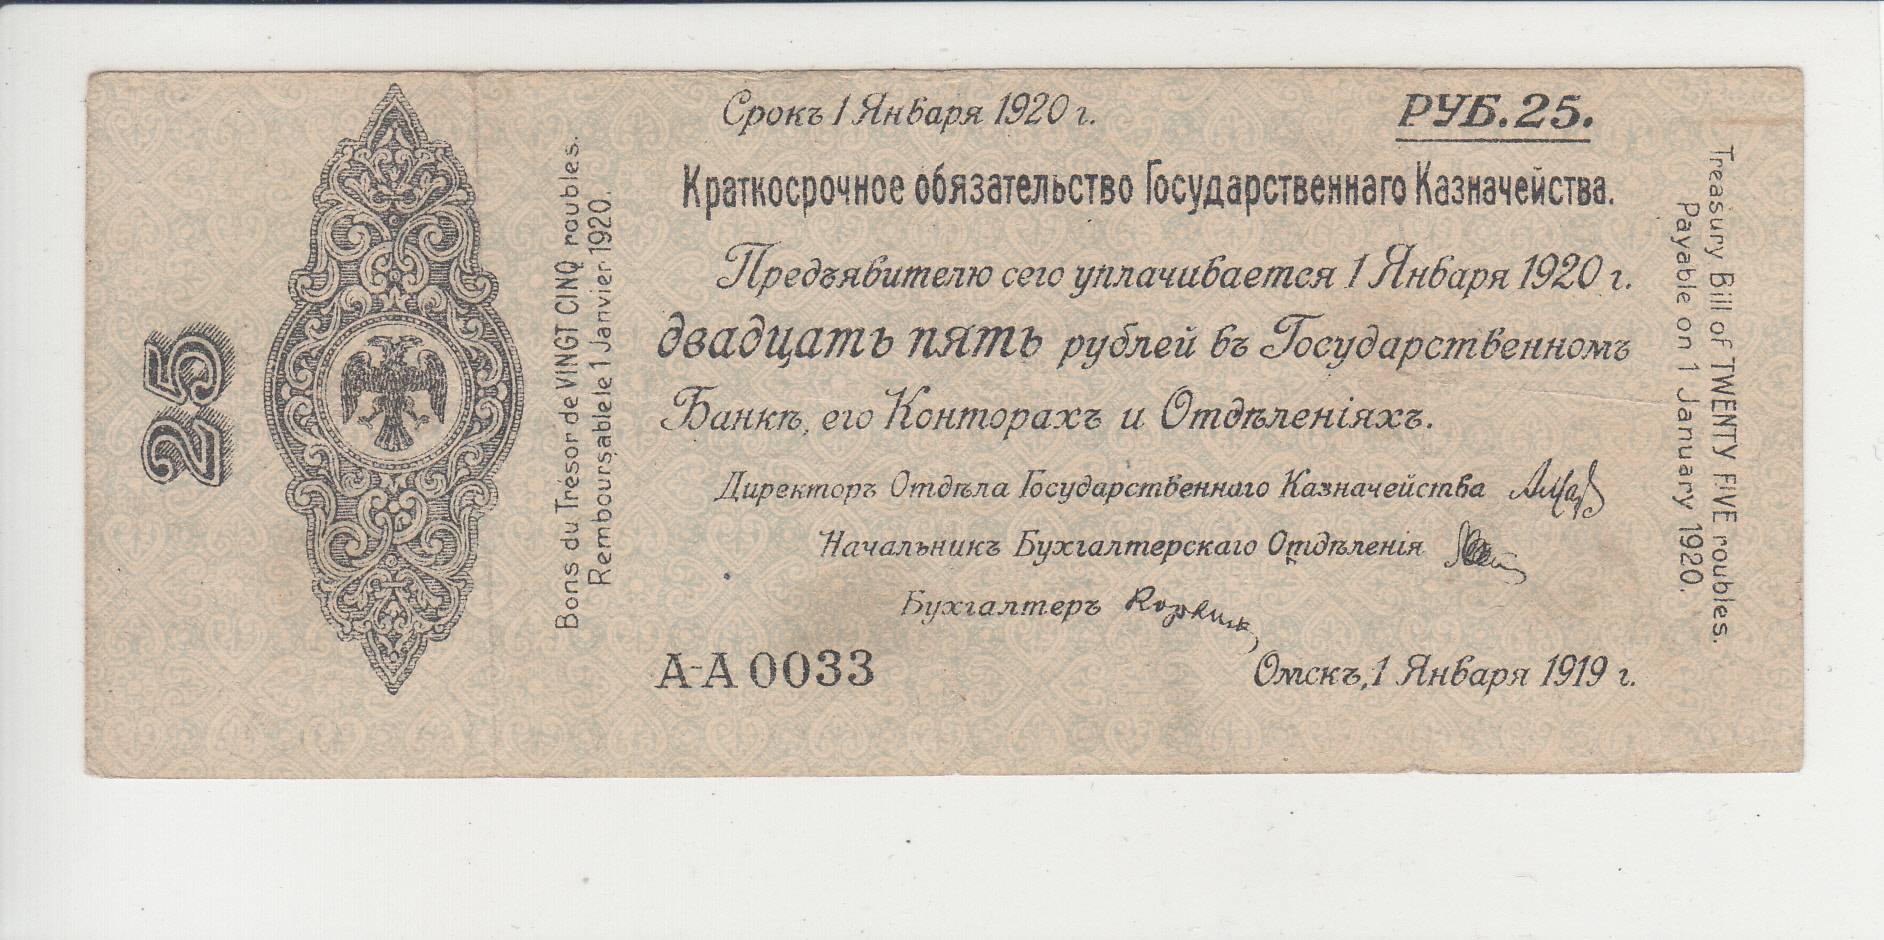 25
Bons du Trésor de VINGT CINQ roubles.
Remboursable le 1 Janvier 1920.
Срокъ 1 Января 1920 г.
РУБ. 25.
Краткосрочное обязательство Государственнаго Казначейства.
Предъявителю сего уплачивается 1 Января 1920 г.
двадцать пять рублей въ Государственномъ
Банкѣ, его Конторахъ и Отдѣленіяхъ.
Директоръ Отдѣла Государственнаго Казначейства
Начальникъ Бухгалтерскаго Отдѣленія
Бухгалтеръ
А-А 0033
Омскъ, 1 Января 1919 г.
Treasury Bill of TWENTY FIVE roubles.
Payable on 1 January 1920.